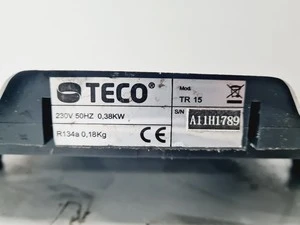 TECO®
Mod.
TR 15
230V 50HZ 0,38KW
S/N
A11H1789
R134a 0,18Kg
CE